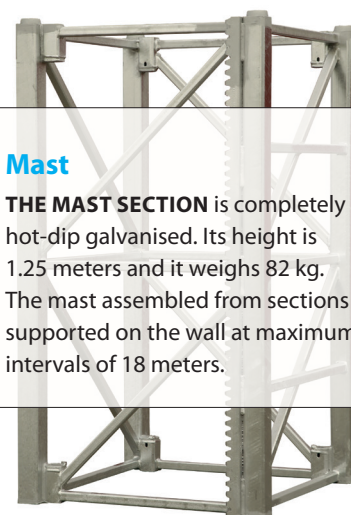 Mast
THE MAST SECTION is completely
hot-dip galvanised. Its height is
1.25 meters and it weighs 82 kg.
The mast assembled from sections
supported on the wall at maximum
intervals of 18 meters.